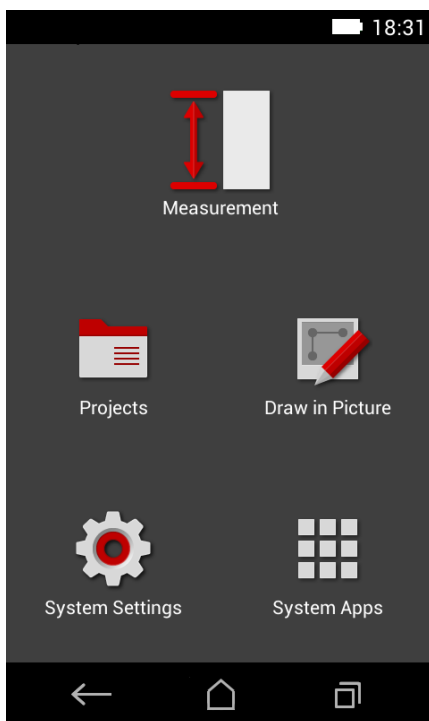 18:31
Measurement
Projects
Draw in Picture
System Settings
System Apps